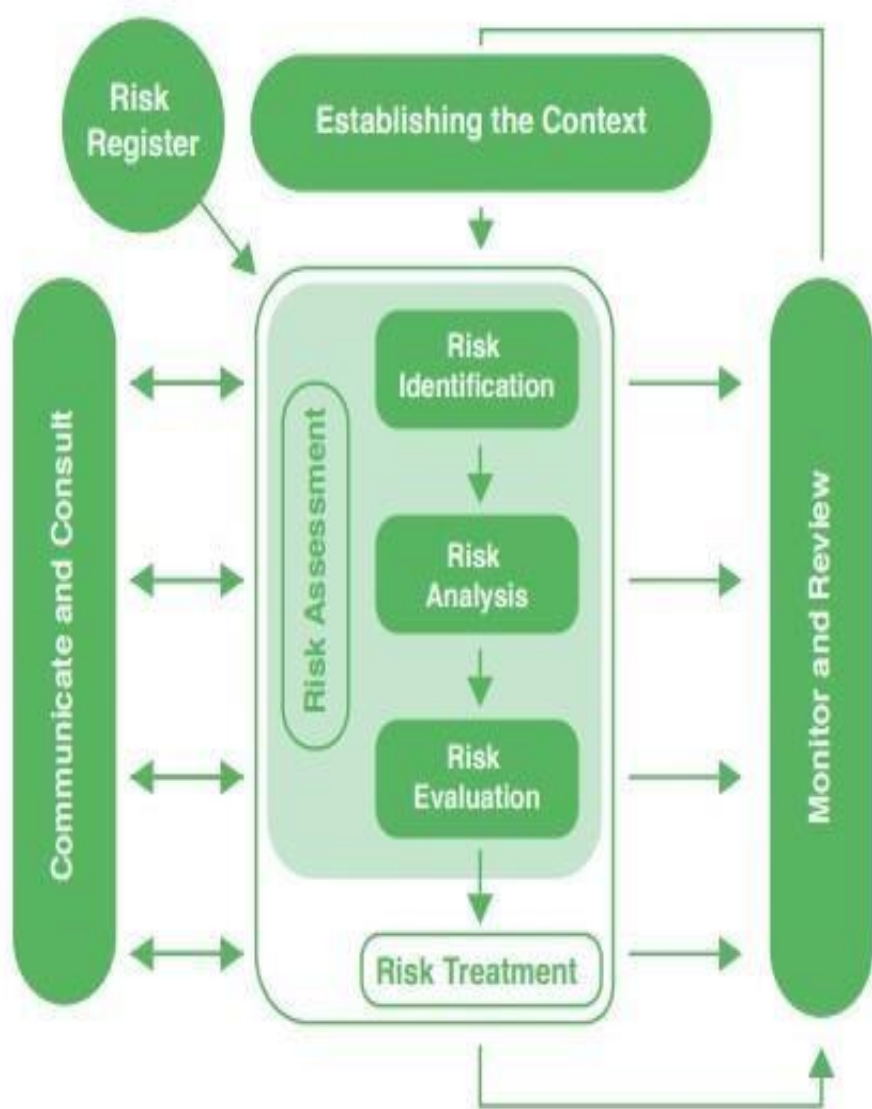 Risk
Register
Establishing the Context
Communicate and Consult
Risk Assessment
Risk
Identification
Risk
Analysis
Risk
Evaluation
Risk Treatment
Monitor and Review